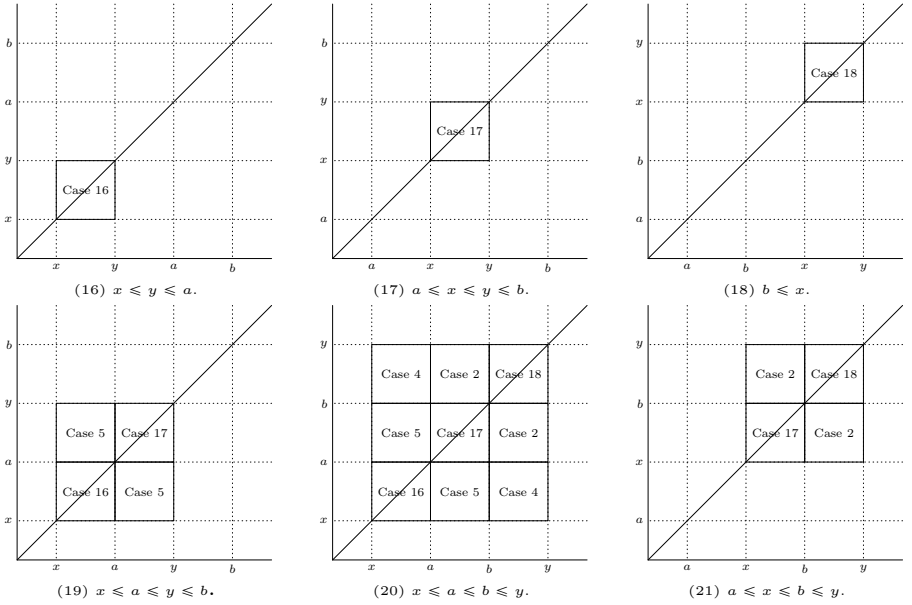 b
a
Case 16
y
x
x y a b
(16) x ⩽ y ⩽ a.
b
y
Case 17
x
a
a x y b
(17) a ⩽ x ⩽ y ⩽ b.
y
Case 18
x
b
a
a b x y
(18) b ⩽ x.
b
y
Case 5 Case 17
a
Case 16 Case 5
x
x a y b
(19) x ⩽ a ⩽ y ⩽ b.
y
Case 4 Case 2 Case 18
b
Case 5 Case 17 Case 2
a
Case 16 Case 5 Case 4
x
x a b y
(20) x ⩽ a ⩽ b ⩽ y.
y
Case 2 Case 18
b
Case 17 Case 2
x
a
a x b y
(21) a ⩽ x ⩽ b ⩽ y.